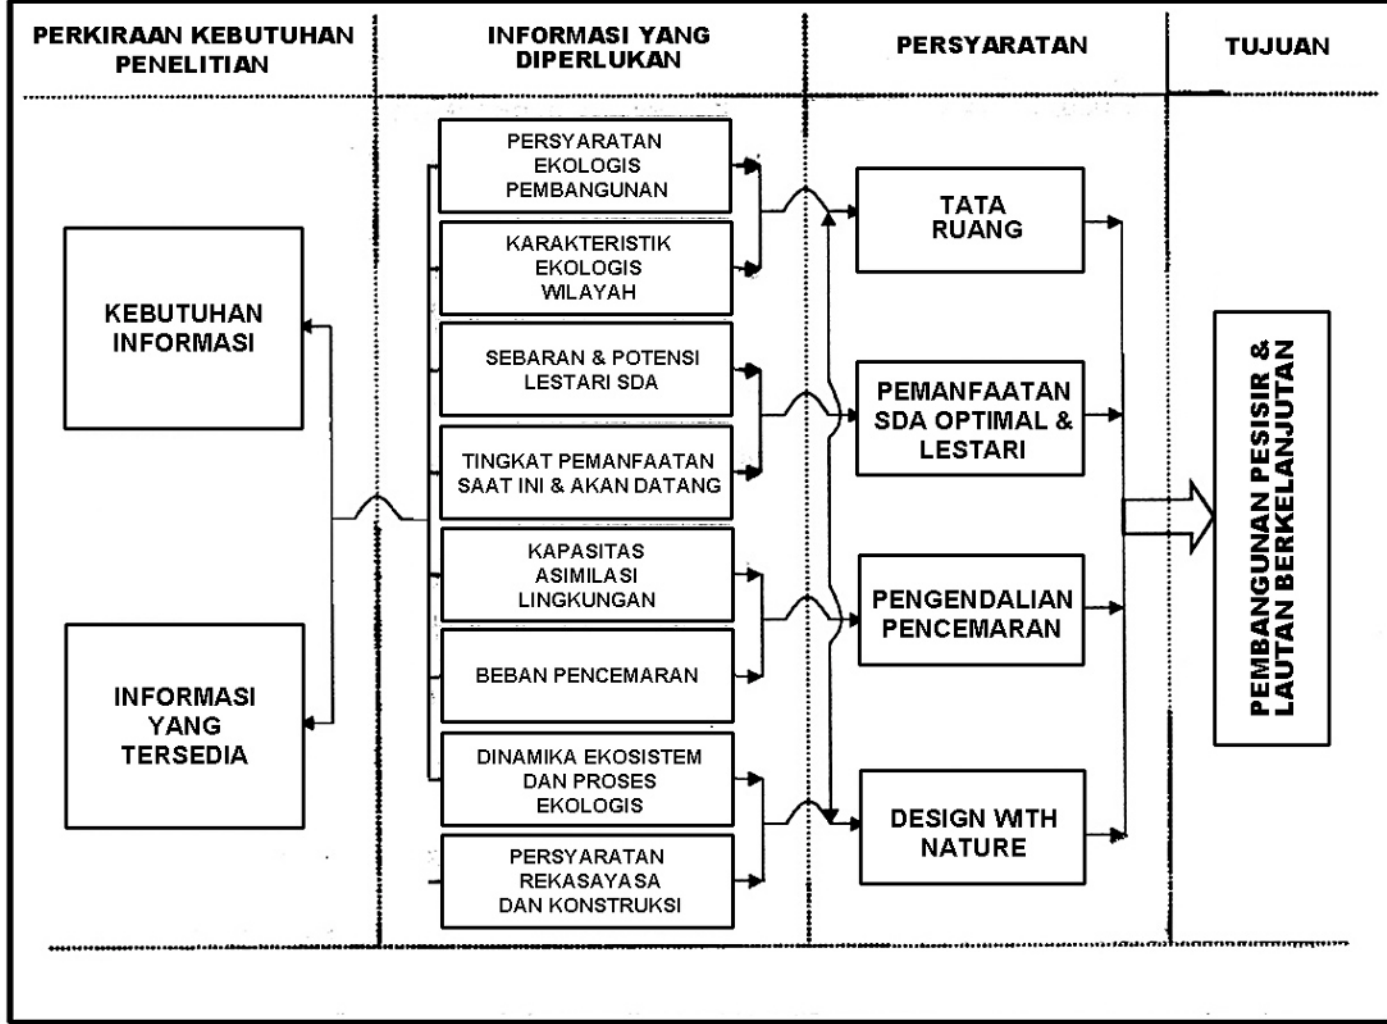 PERKIRAAN KEBUTUHAN
PENELITIAN
INFORMASI YANG
DIPERLUKAN
PERSYARATAN
TUJUAN
KEBUTUHAN
INFORMASI
INFORMASI
YANG
TERSEDIA
PERSYARATAN
EKOLOGIS
PEMBANGUNAN
KARAKTERISTIK
EKOLOGIS
WILAYAH
SEBARAN & POTENSI
LESTARI SDA
TINGKAT PEMANFAATAN
SAAT INI & AKAN DATANG
KAPASITAS
ASIMILASI
LINGKUNGAN
BEBAN PENCEMARAN
DINAMIKA EKOSISTEM
DAN PROSES
EKOLOGIS
PERSYARATAN
REKASAYASA
DAN KONSTRUKSI
TATA
RUANG
PEMANFAATAN
SDA OPTIMAL &
LESTARI
PENGENDALIAN
PENCEMARAN
DESIGN WITH
NATURE
PEMBANGUNAN PESISIR &
LAUTAN BERKELANJUTAN